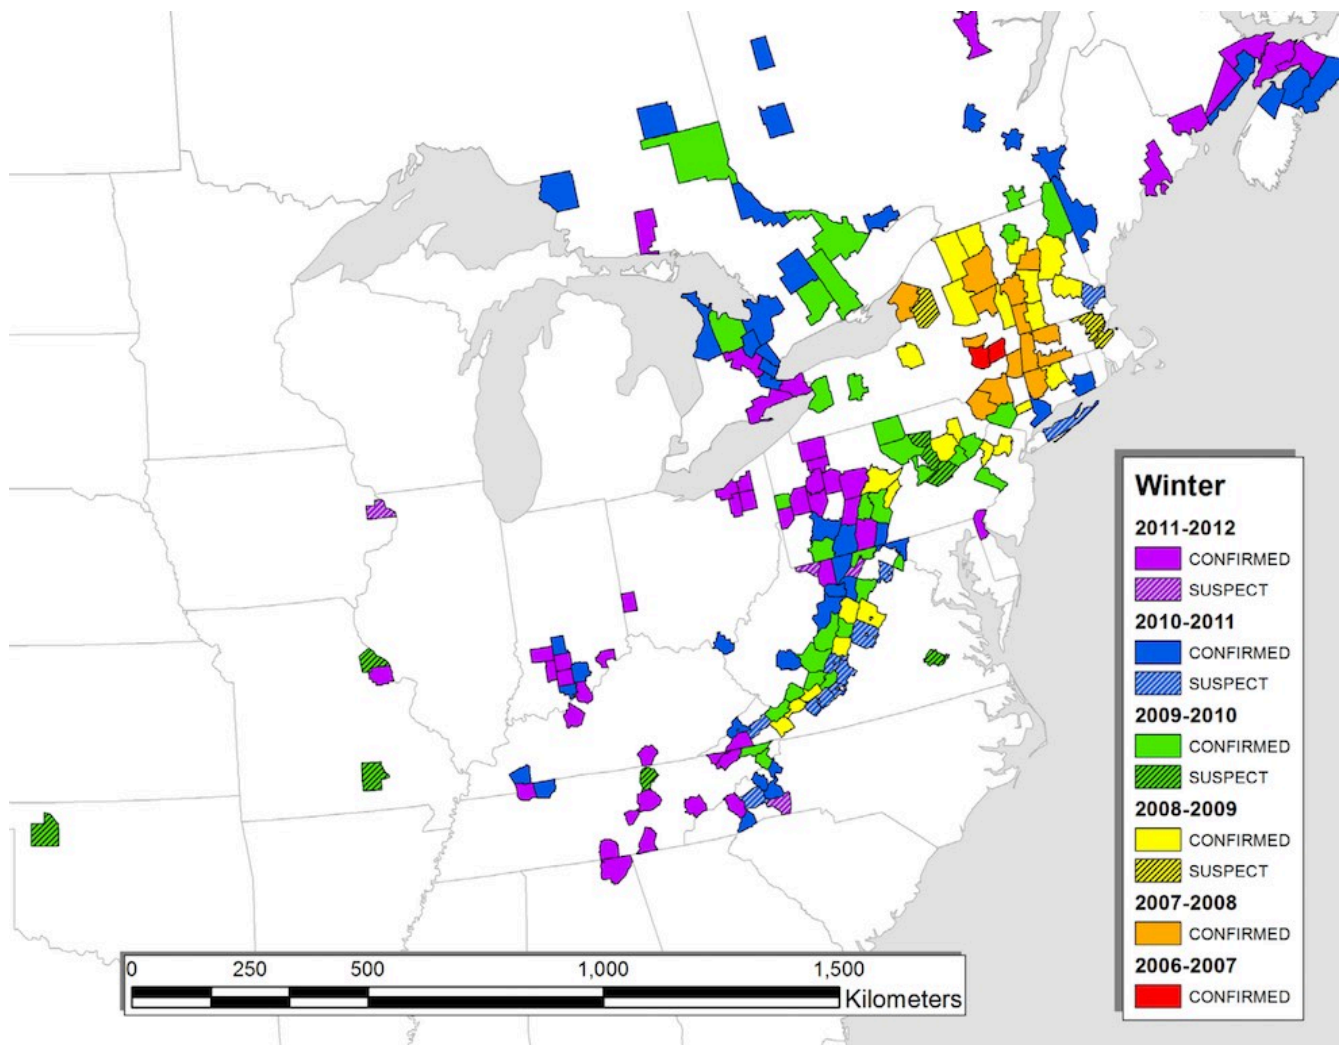 Winter
2011-2012
CONFIRMED
SUSPECT
2010-2011
CONFIRMED
SUSPECT
2009-2010
CONFIRMED
SUSPECT
2008-2009
CONFIRMED
SUSPECT
2007-2008
CONFIRMED
2006-2007
CONFIRMED
0 250 500 1,000 1,500
Kilometers